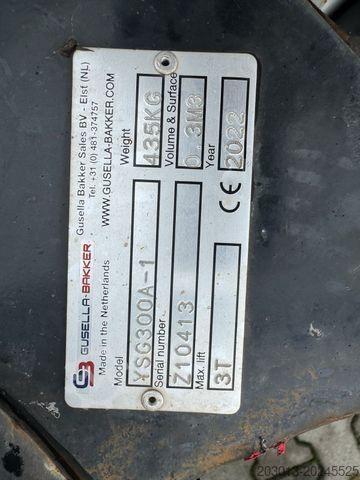 GUSELLA-BAKKER
Made in the Netherlands
Gusella Bakker Sales BV - Elst (NL)
Tel. +31 (0) 481-374757
WWW.GUSELLA-BAKKER.COM
Model
XSG300A-1
Weight
435KG
Serial number
Z10413
Volume & Surface
0.3M3
Max. lift
3T
Year
2022
CE
203013-20245525